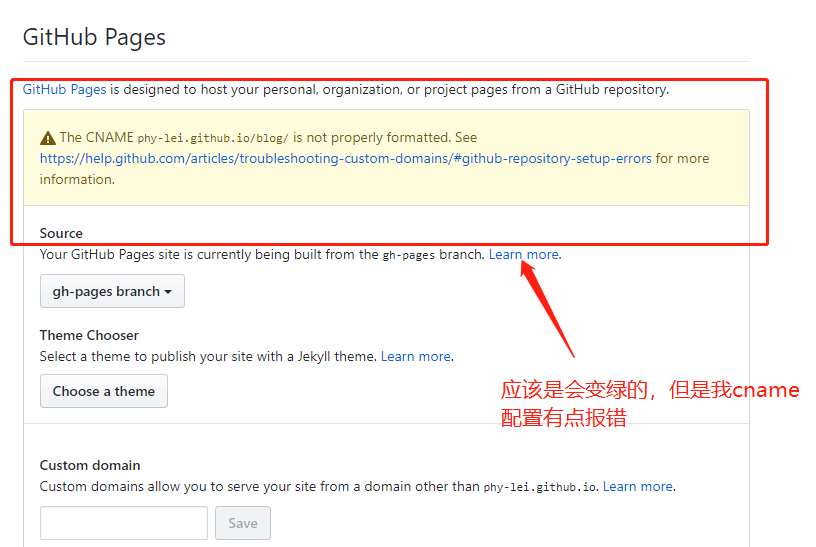 GitHub Pages
GitHub Pages is designed to host your personal, organization, or project pages from a GitHub repository.
The CNAME phy-lei.github.io/blog/ is not properly formatted. See
https://help.github.com/articles/troubleshooting-custom-domains/#github-repository-setup-errors for more
information.
Source
Your GitHub Pages site is currently being built from the gh-pages branch. Learn more.
gh-pages branch
Theme Chooser
Select a theme to publish your site with a Jekyll theme. Learn more.
Choose a theme
应该是会变绿的，但是我cname
配置有点报错
Custom domain
Custom domains allow you to serve your site from a domain other than phy-lei.github.io. Learn more.
Save